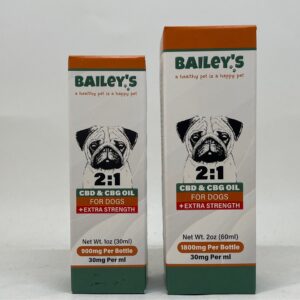 BAILEY'S
a healthy pet is a happy pet
2:1
CBD & CBG OIL
FOR DOGS
+ EXTRA STRENGTH
Net Wt. 1oz (30ml)
900mg Per Bottle
30mg Per ml
BAILEY'S
a healthy pet is a happy pet
2:1
CBD & CBG OIL
FOR DOGS
+ EXTRA STRENGTH
Net Wt. 2oz (60ml)
1800mg Per Bottle
30mg Per ml